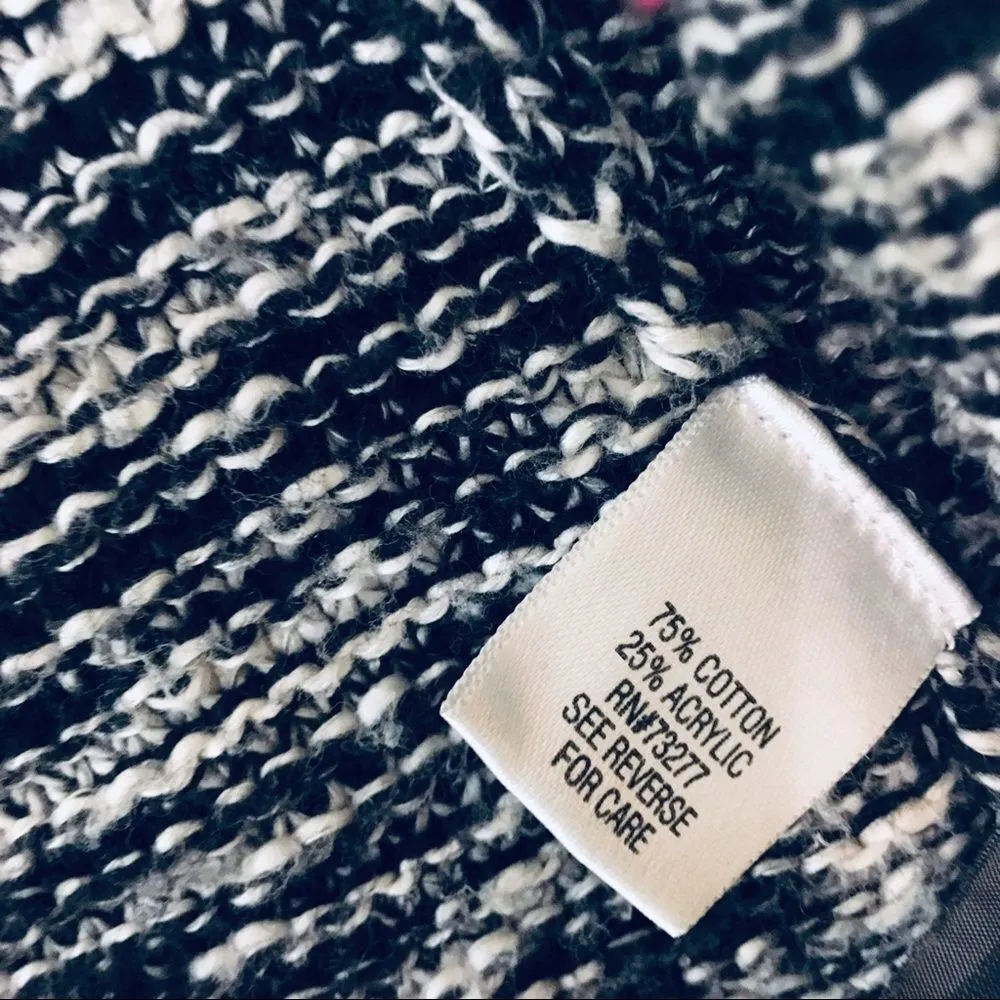 75% COTTON
25% ACRYLIC
RN#73277
SEE REVERSE
FOR CARE